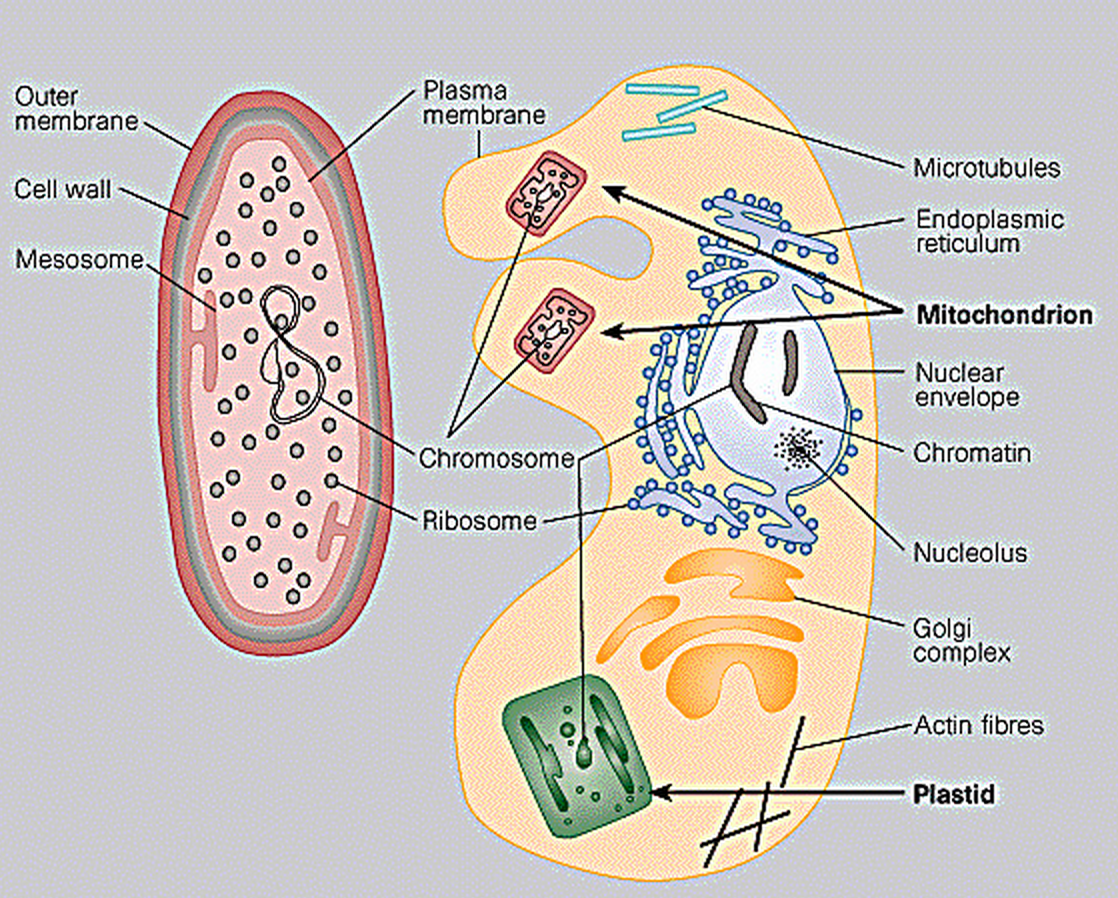 Outer
membrane
Cell wall
Mesosome
Plasma
membrane
Chromosome
Ribosome
Microtubules
Endoplasmic
reticulum
Mitochondrion
Nuclear
envelope
Chromatin
Nucleolus
Golgi
complex
Actin fibres
Plastid